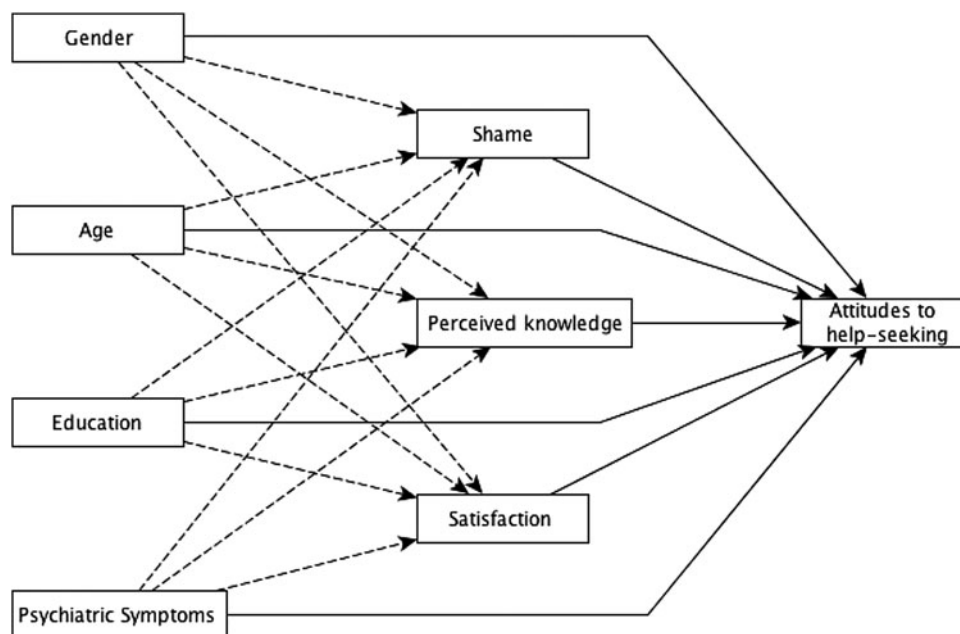 Gender
Shame
Age
Perceived knowledge
Attitudes to
help-seeking
Education
Satisfaction
Psychiatric Symptoms